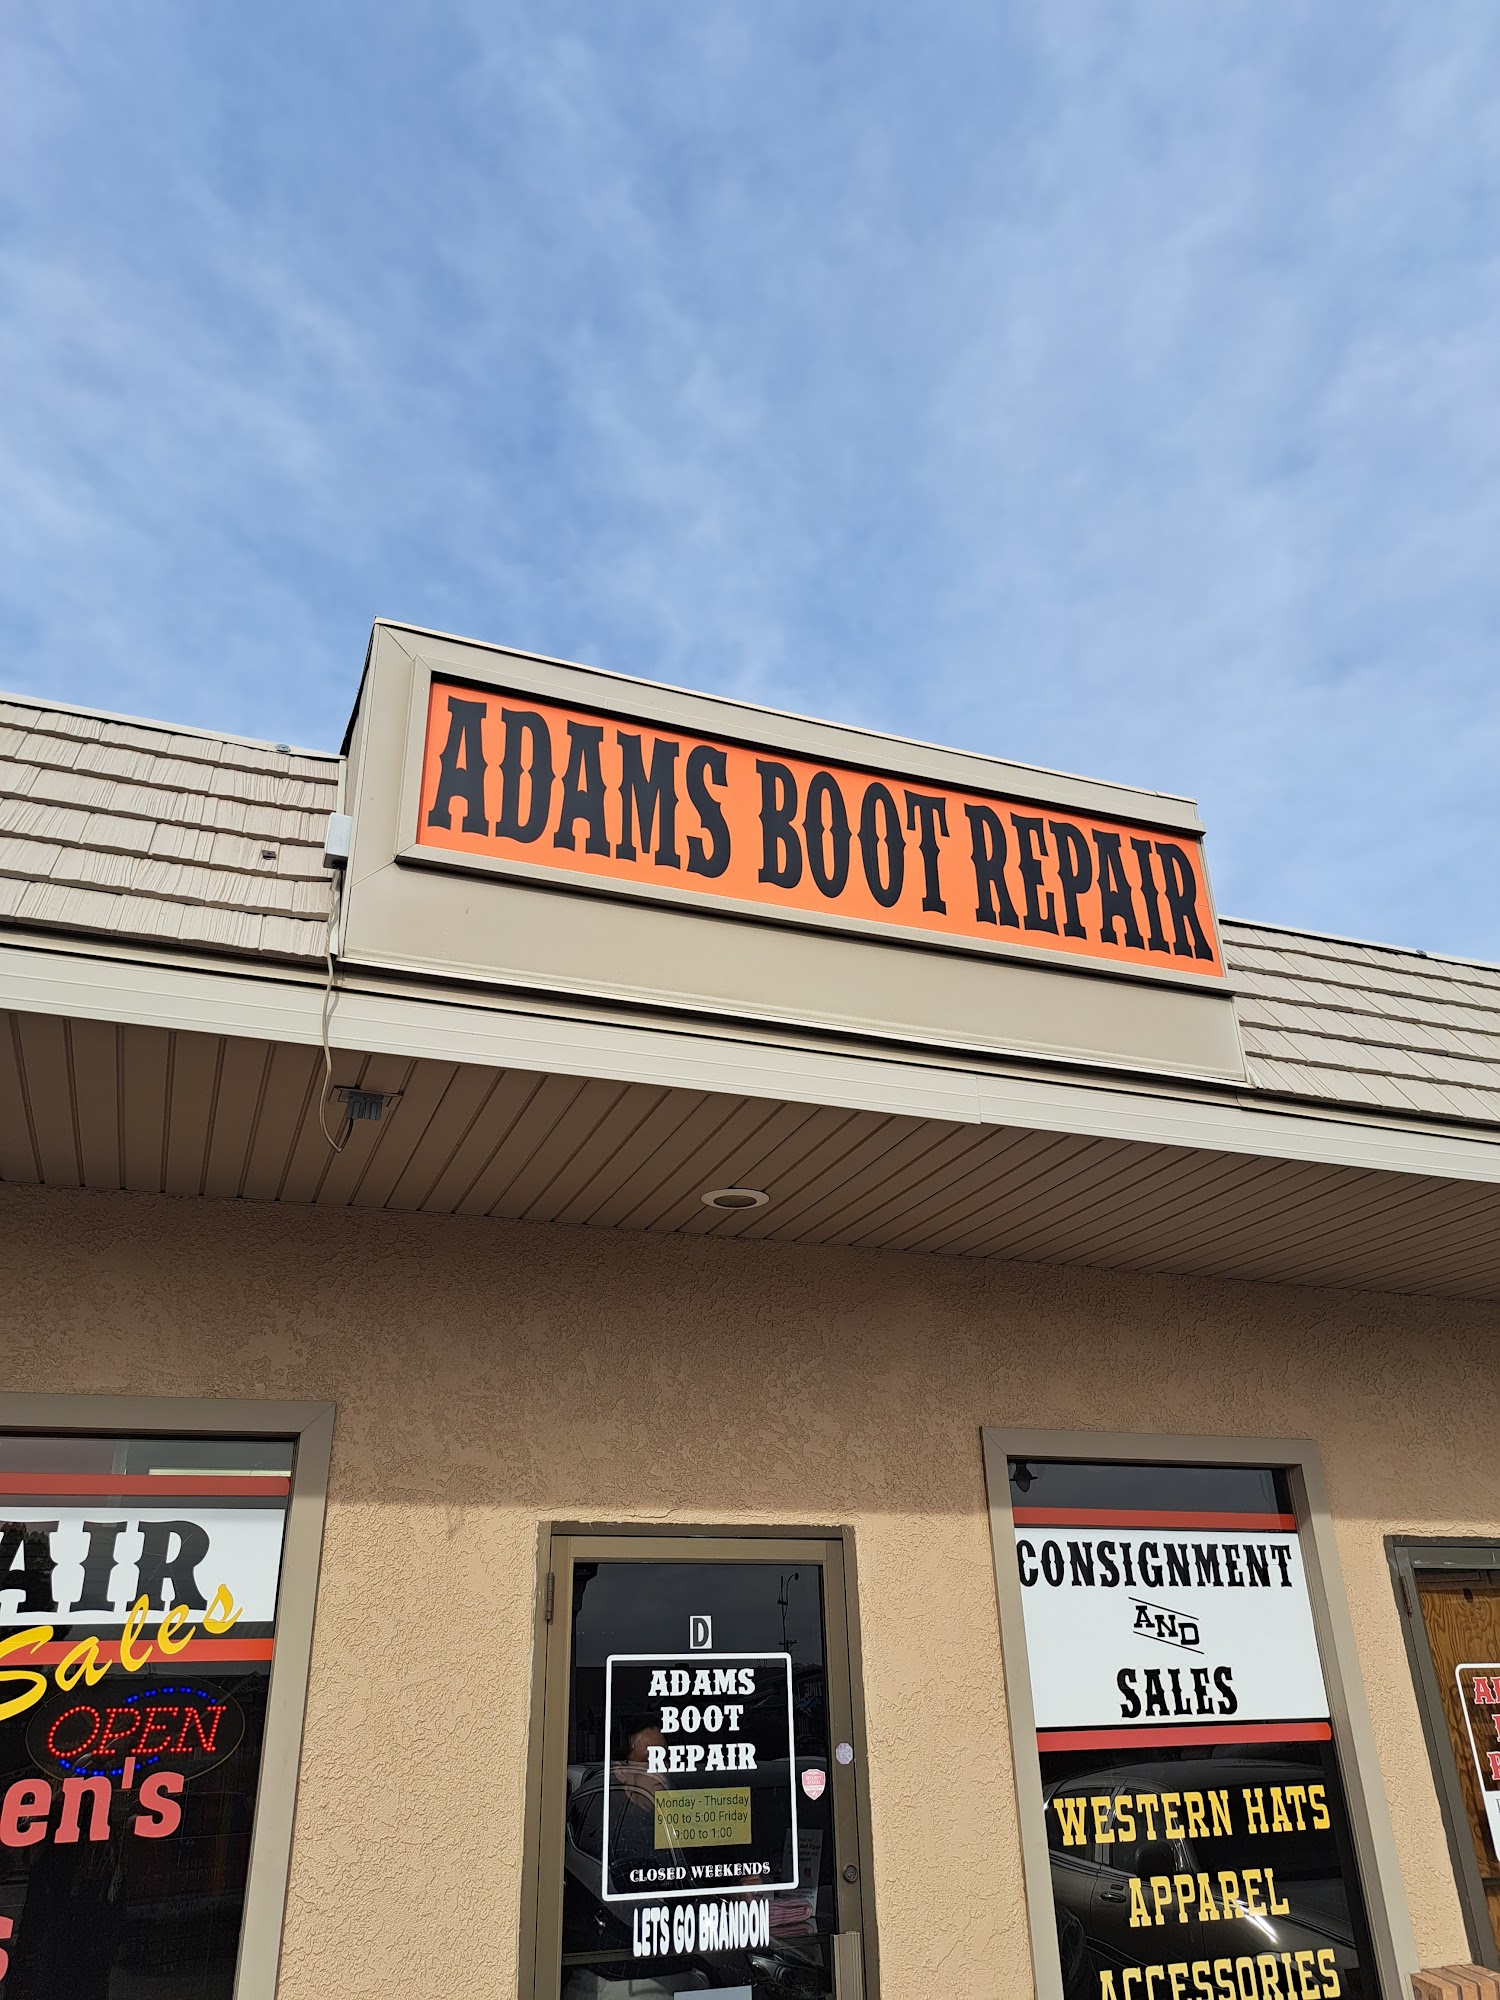 ADAMS BOOT REPAIR
AIR
Sales
OPEN
en's
D
ADAMS
BOOT
REPAIR
Monday - Thursday
9:00 to 5:00 Friday
9:00 to 1:00
CLOSED WEEKENDS
LETS GO BRANDON
CONSIGNMENT
AND
SALES
WESTERN HATS
APPAREL
ACCESSORIES